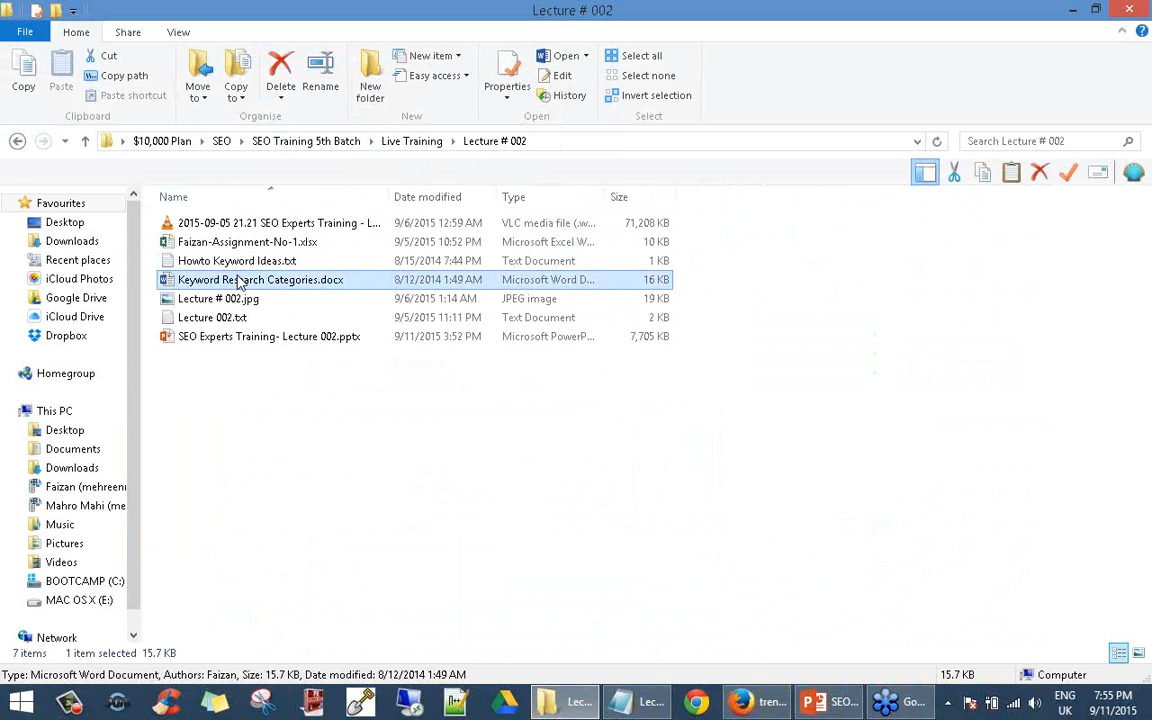 Lecture # 002
File
Home
Share
View
Copy
Paste
Cut
Copy path
Paste shortcut
Clipboard
Move to
Copy to
Delete
Rename
Organise
New folder
New item
Easy access
New
Properties
Open
Edit
History
Open
Select all
Select none
Invert selection
Select
$10,000 Plan
SEO
SEO Training 5th Batch
Live Training
Lecture # 002
Search Lecture # 002
Name
Date modified
Type
Size
2015-09-05 21.21 SEO Experts Training - L... 9/6/2015 12:59 AM VLC media file (.w... 71,208 KB
Faizan-Assignment-No-1.xlsx 9/5/2015 10:52 PM Microsoft Excel W... 10 KB
Howto Keyword Ideas.txt 8/15/2014 7:44 PM Text Document 1 KB
Keyword Research Categories.docx 8/12/2014 1:49 AM Microsoft Word D... 16 KB
Lecture # 002.jpg 9/6/2015 1:14 AM JPEG image 19 KB
Lecture 002.txt 9/5/2015 11:11 PM Text Document 2 KB
SEO Experts Training- Lecture 002.pptx 9/11/2015 3:52 PM Microsoft PowerP... 7,705 KB
Favourites
Desktop
Downloads
Recent places
iCloud Photos
Google Drive
iCloud Drive
Dropbox
Homegroup
This PC
Desktop
Documents
Downloads
Faizan (mehreenr
Mahro Mahi (me
Music
Pictures
Videos
BOOTCAMP (C:)
MAC OS X (E:)
Network
7 items
1 item selected 15.7 KB
Type: Microsoft Word Document, Authors: Faizan, Size: 15.7 KB, Date modified: 8/12/2014 1:49 AM
15.7 KB
Computer
Lec...
Lec...
tren...
SEO...
Go...
ENG
UK
7:55 PM
9/11/2015